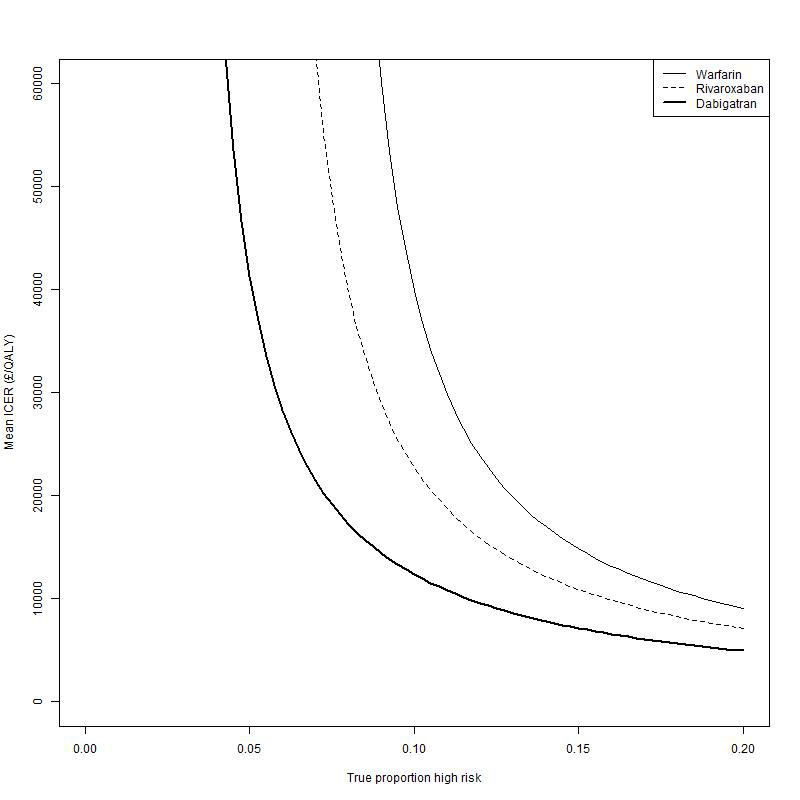 Warfarin
Rivaroxaban
Dabigatran
60000
50000
40000
30000
20000
10000
0
Mean ICER (£/QALY)
0.00 0.05 0.10 0.15 0.20
True proportion high risk